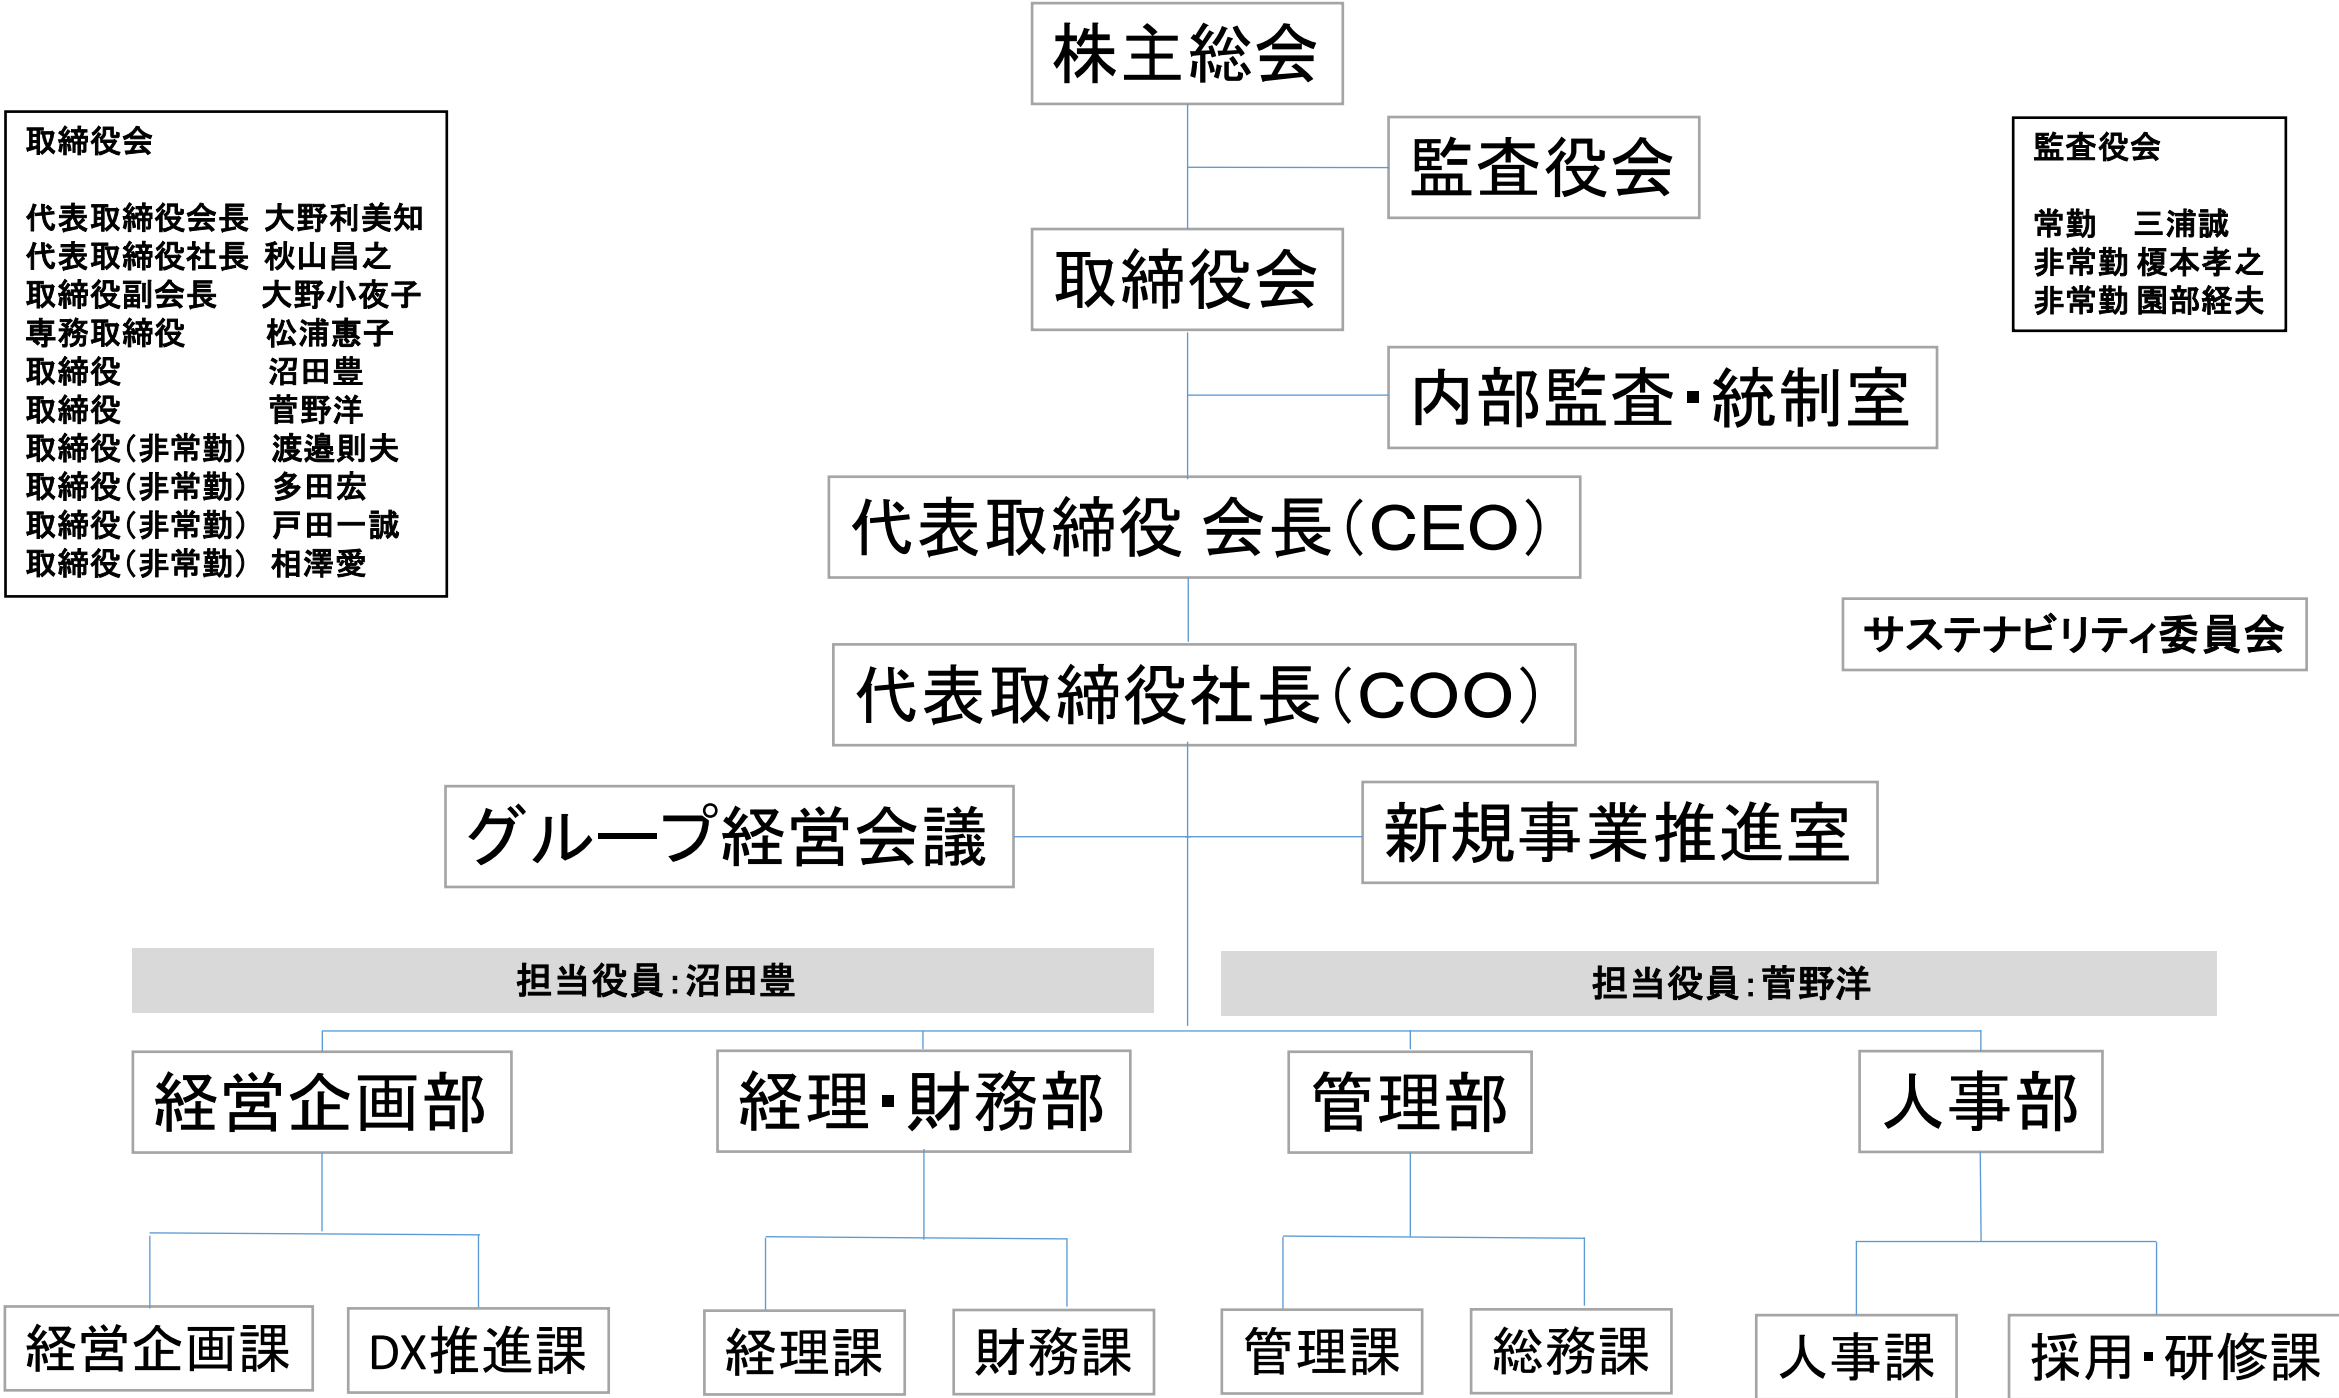 株主総会
監査役会
取締役会
代表取締役会長 大野利美知
代表取締役社長 秋山昌之
取締役副会長 大野小夜子
専務取締役 松浦惠子
取締役 沼田豊
取締役 菅野洋
取締役（非常勤） 渡邉則夫
取締役（非常勤） 多田宏
取締役（非常勤） 戸田一誠
取締役（非常勤） 相澤愛
監査役会
常勤 三浦誠
非常勤 榎本孝之
非常勤 園部経夫
取締役会
内部監査・統制室
代表取締役 会長（CEO）
サステナビリティ委員会
代表取締役社長（COO）
グループ経営会議
新規事業推進室
担当役員：沼田豊
担当役員：菅野洋
経営企画部
経理・財務部
管理部
人事部
経営企画課
DX推進課
経理課
財務課
管理課
総務課
人事課
採用・研修課